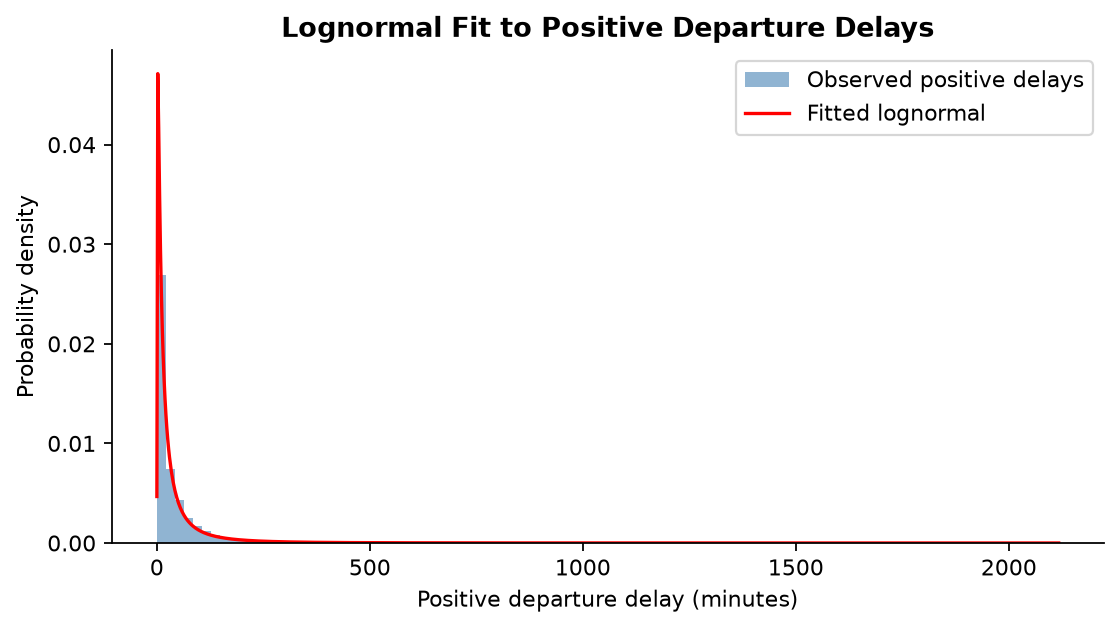 Lognormal Fit to Positive Departure Delays
Observed positive delays
Fitted lognormal
Probability density
0.04
0.03
0.02
0.01
0.00
0
500
1000
1500
2000
Positive departure delay (minutes)